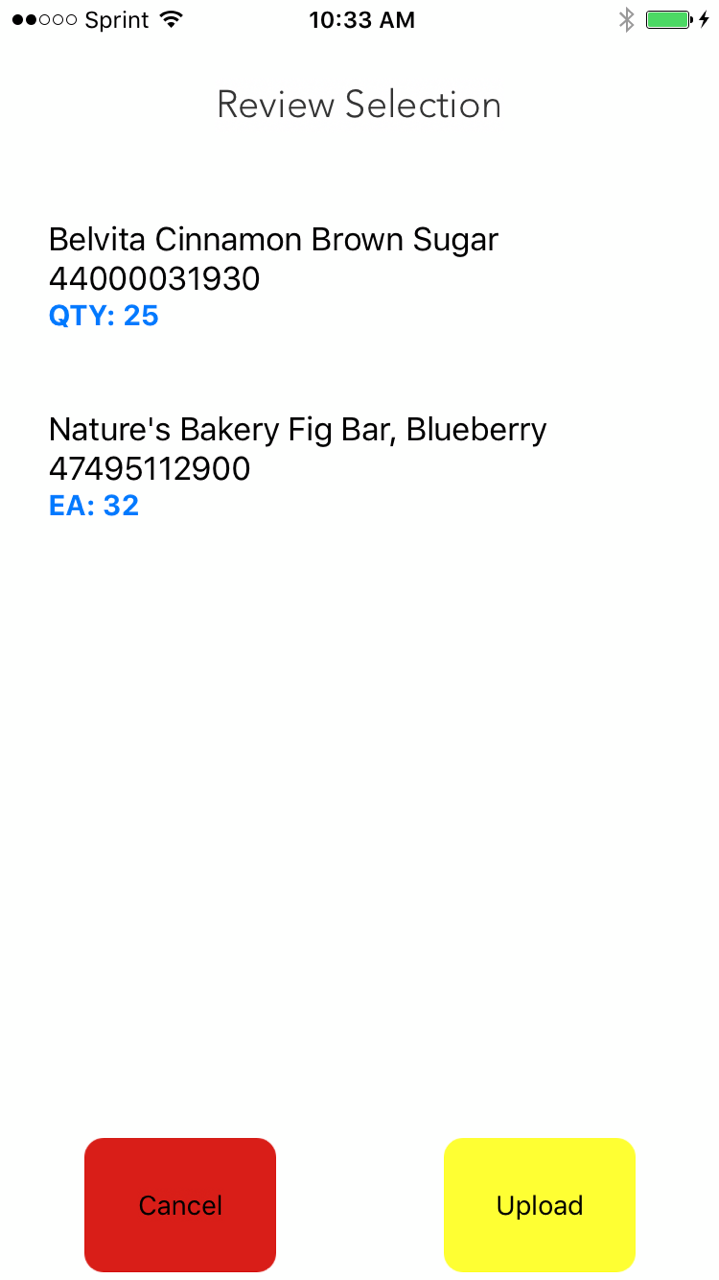 Sprint 10:33 AM
Review Selection
Belvita Cinnamon Brown Sugar
44000031930
QTY: 25
Nature's Bakery Fig Bar, Blueberry
47495112900
EA: 32
Cancel Upload